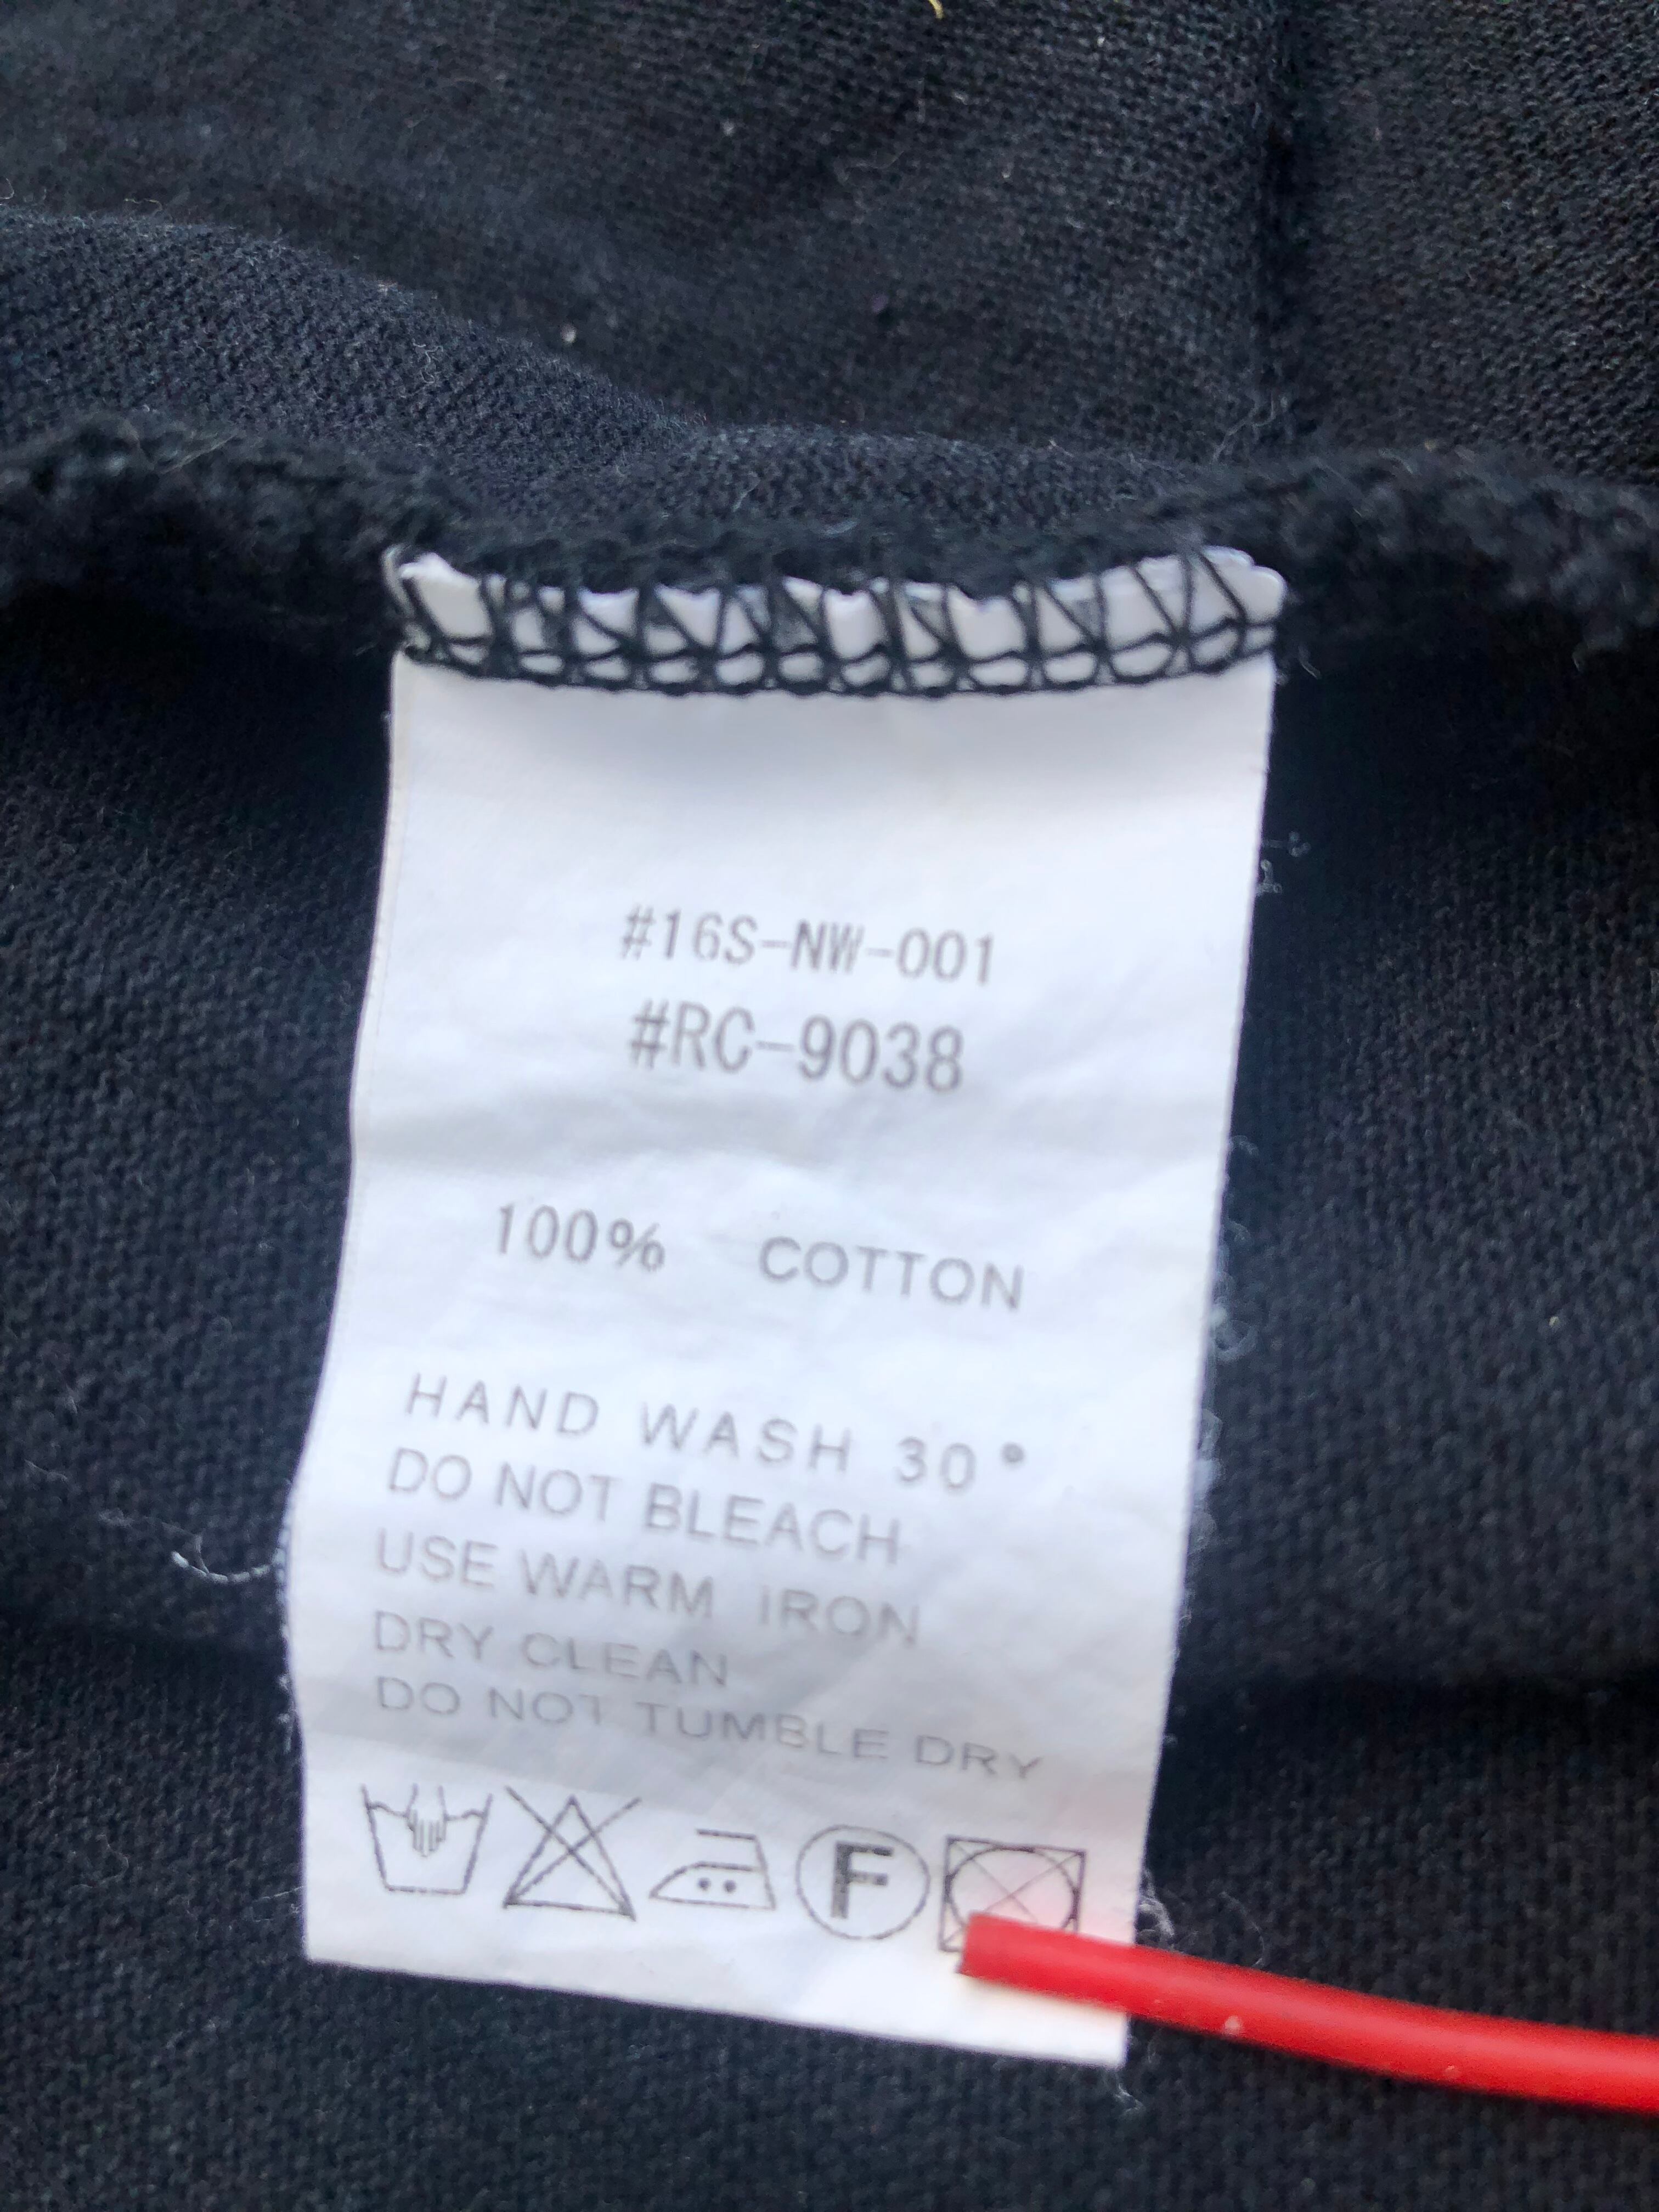 #16S-NW-001
#RC-9038
100% COTTON
HAND WASH 30°
DO NOT BLEACH
USE WARM IRON
DRY CLEAN
DO NOT TUMBLE DRY
F